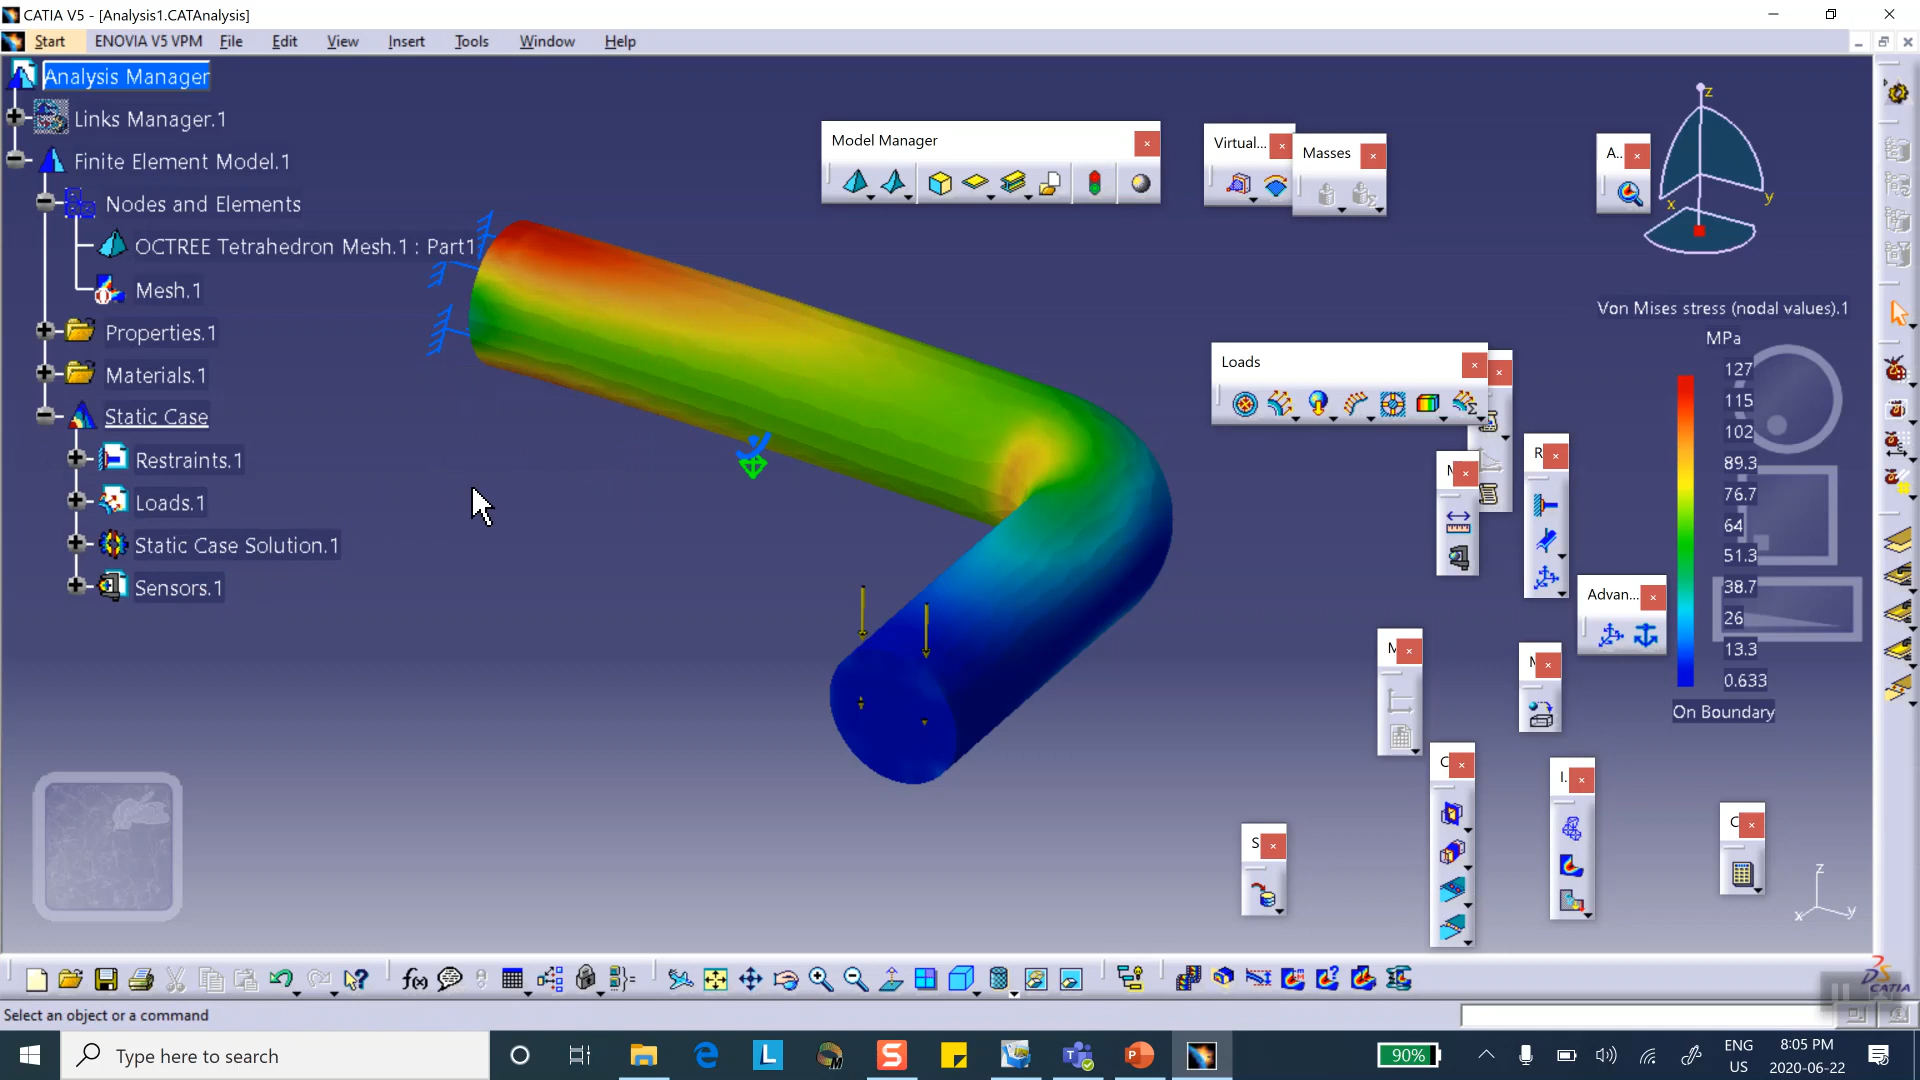 CATIA V5 - [Analysis1.CATAnalysis]
Start ENOVIA V5 VPM File Edit View Insert Tools Window Help
Analysis Manager
Links Manager.1
Finite Element Model.1
Nodes and Elements
OCTREE Tetrahedron Mesh.1 : Part1
Mesh.1
Properties.1
Materials.1
Static Case
Restraints.1
Loads.1
Static Case Solution.1
Sensors.1
Model Manager
Virtual...
Masses
A..
z
x
y
Von Mises stress (nodal values).1
MPa
127
115
102
89.3
76.7
64
51.3
38.7
26
13.3
0.633
On Boundary
Loads
R
Advan...
C
I.
S
C
z
x
y
f(x)
CATIA
Select an object or a command
Type here to search
L
S
T
P
90%
ENG
US
8:05 PM
2020-06-22